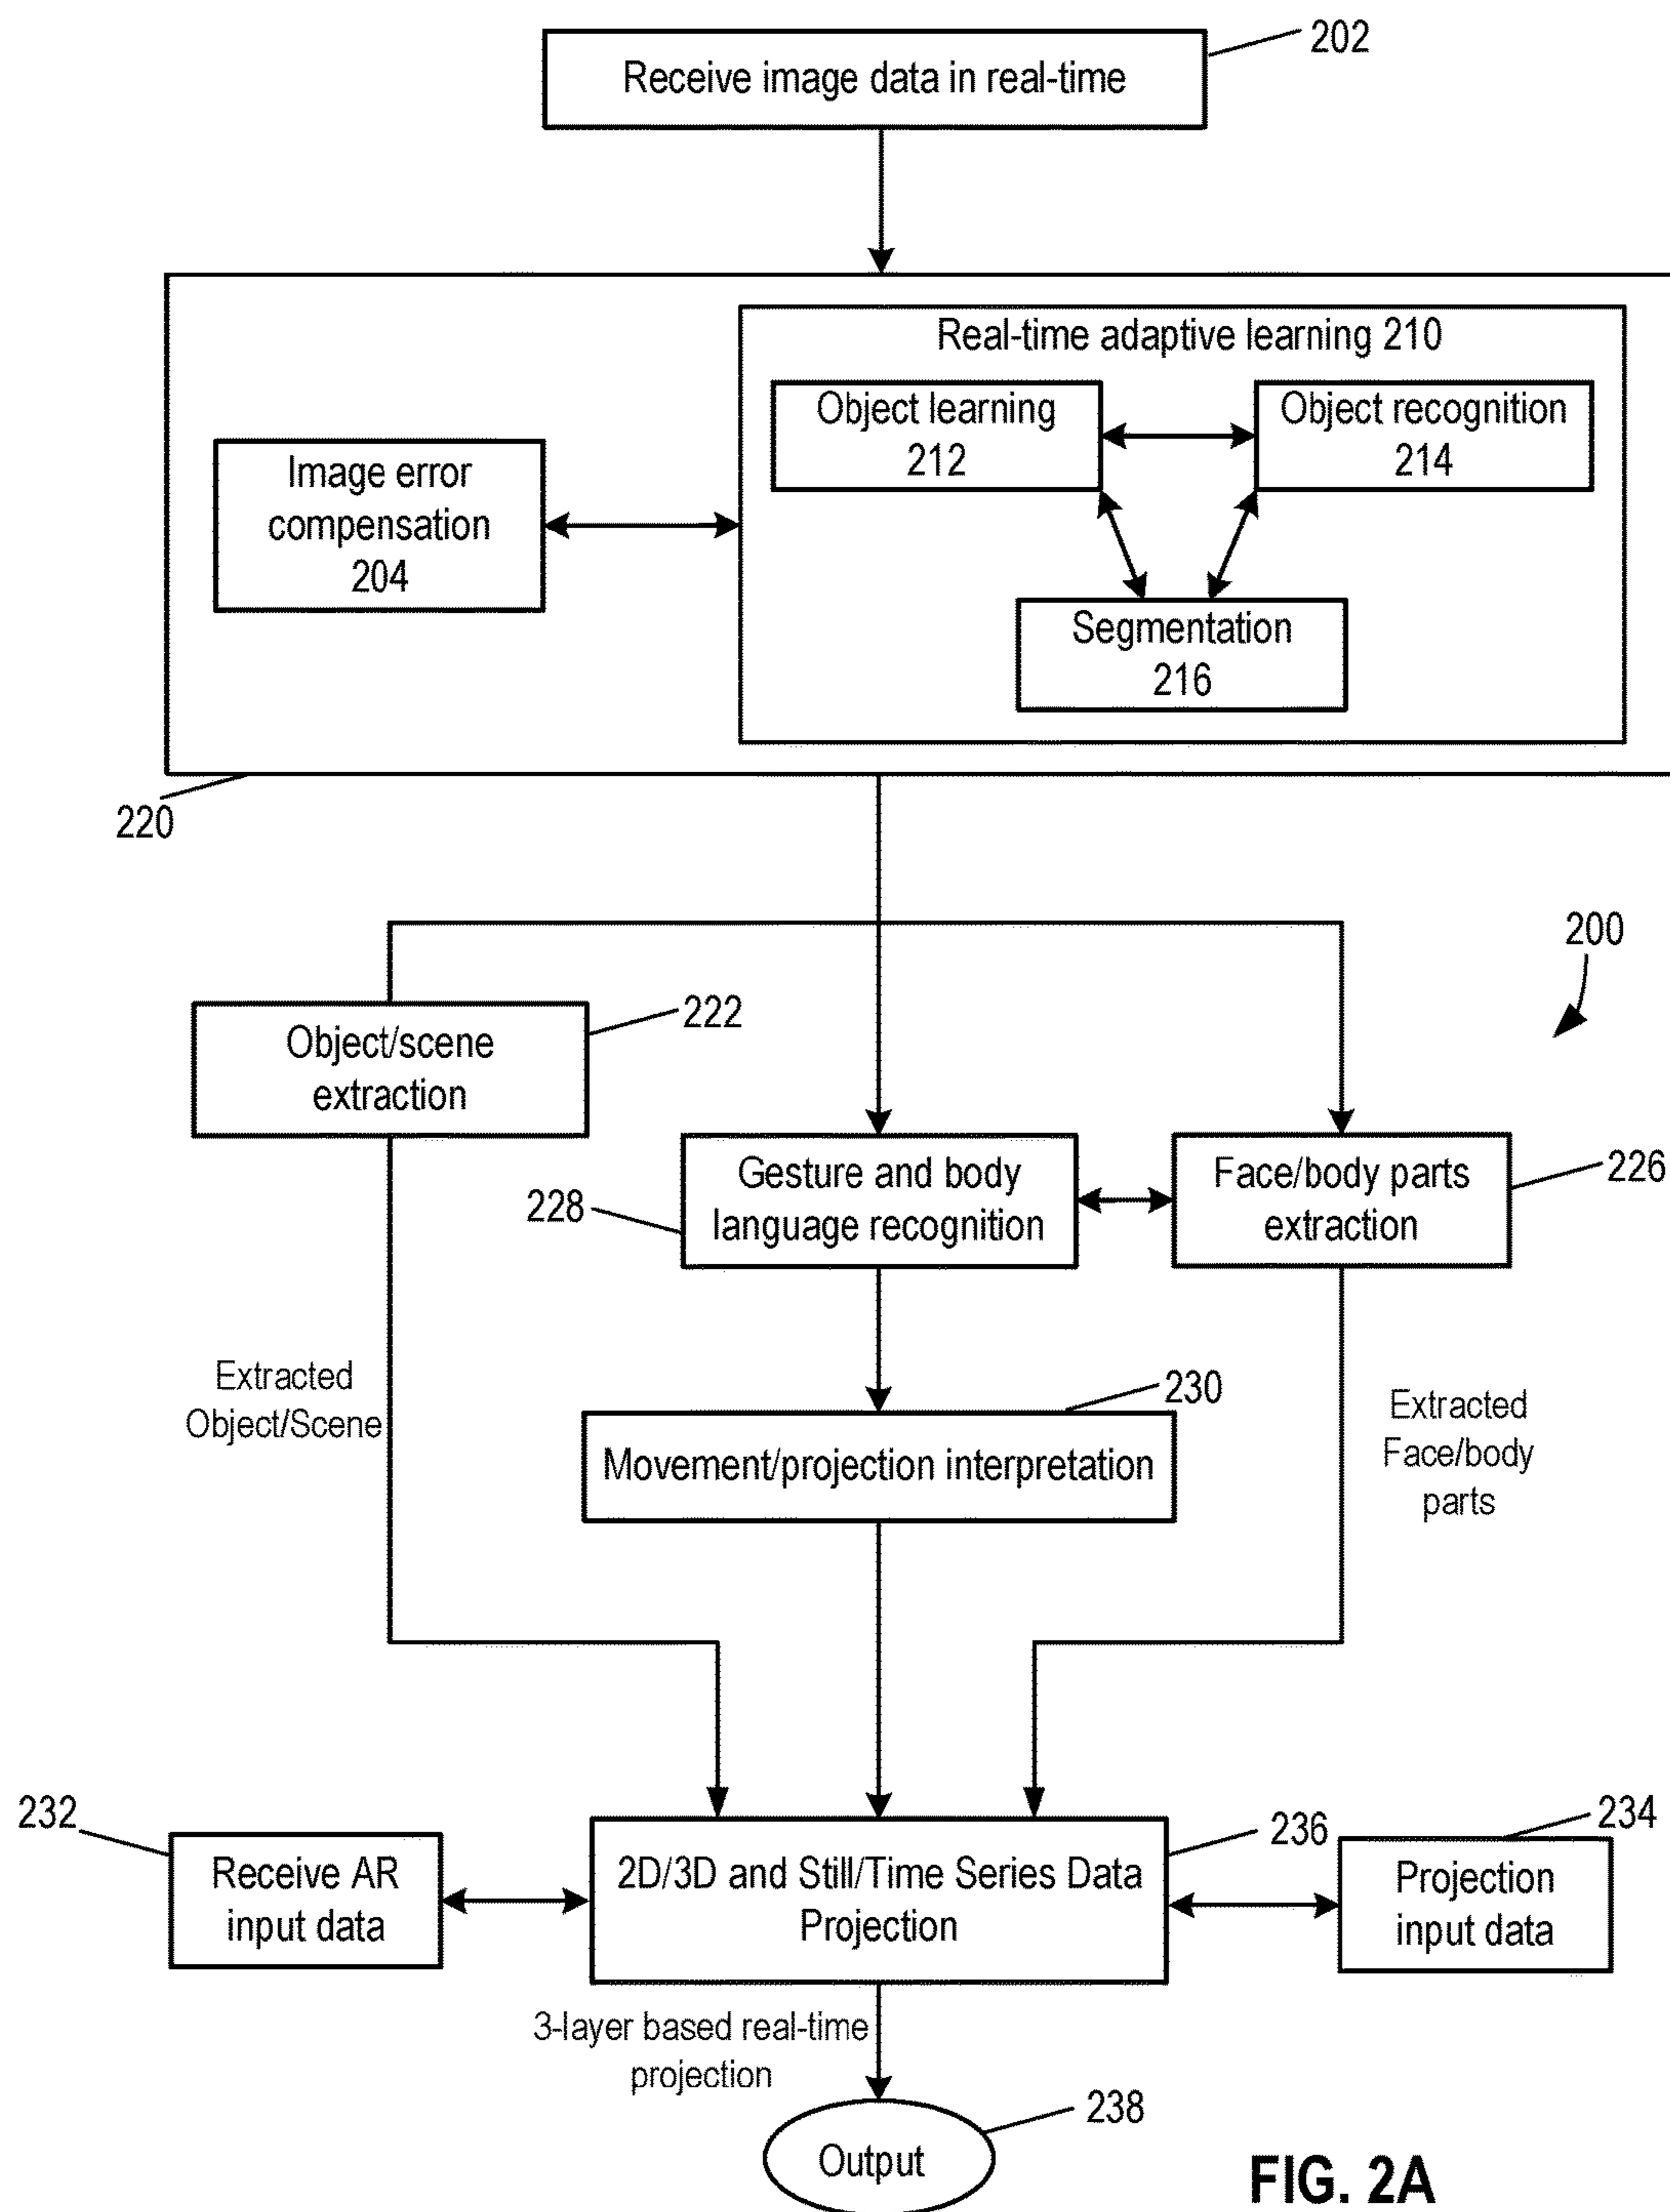 202
Receive image data in real-time
Real-time adaptive learning 210
Object learning
212
Object recognition
214
Image error
compensation
204
Segmentation
216
220
200
222
Object/scene
extraction
Gesture and body
language recognition
228
Face/body parts
extraction
226
Extracted
Object/Scene
230
Movement/projection interpretation
Extracted
Face/body
parts
232
Receive AR
input data
236
2D/3D and Still/Time Series Data
Projection
234
Projection
input data
3-layer based real-time
projection
238
Output
FIG. 2A